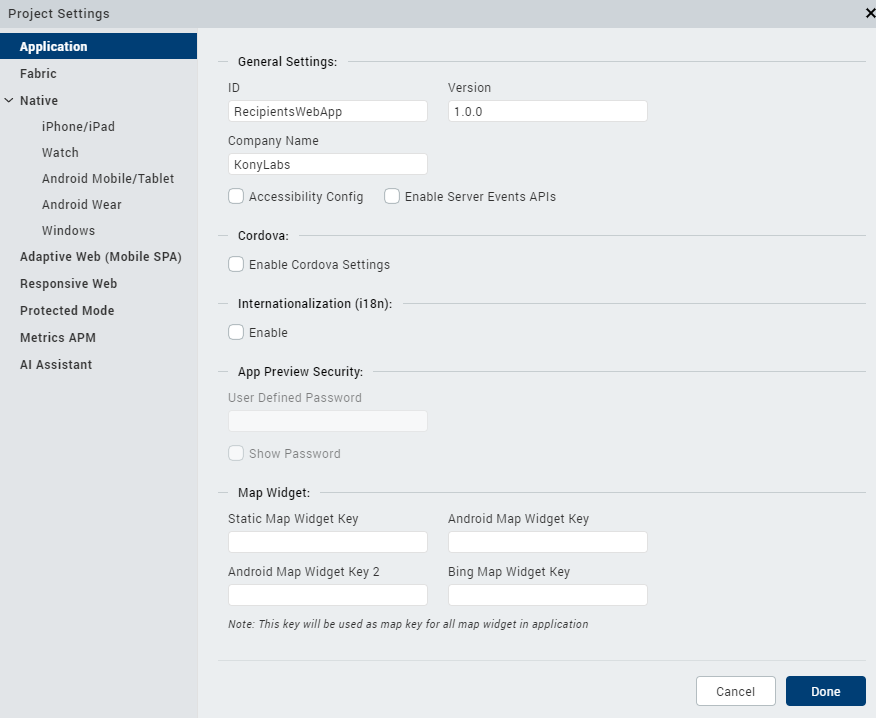 Project Settings
Application
Fabric
Native
iPhone/iPad
Watch
Android Mobile/Tablet
Android Wear
Windows
Adaptive Web (Mobile SPA)
Responsive Web
Protected Mode
Metrics APM
AI Assistant
General Settings:
ID Version
RecipientsWebApp 1.0.0
Company Name
KonyLabs
Accessibility Config Enable Server Events APIs
Cordova:
Enable Cordova Settings
Internationalization (i18n):
Enable
App Preview Security:
User Defined Password
Show Password
Map Widget:
Static Map Widget Key Android Map Widget Key
Android Map Widget Key 2 Bing Map Widget Key
Note: This key will be used as map key for all map widget in application
Cancel Done